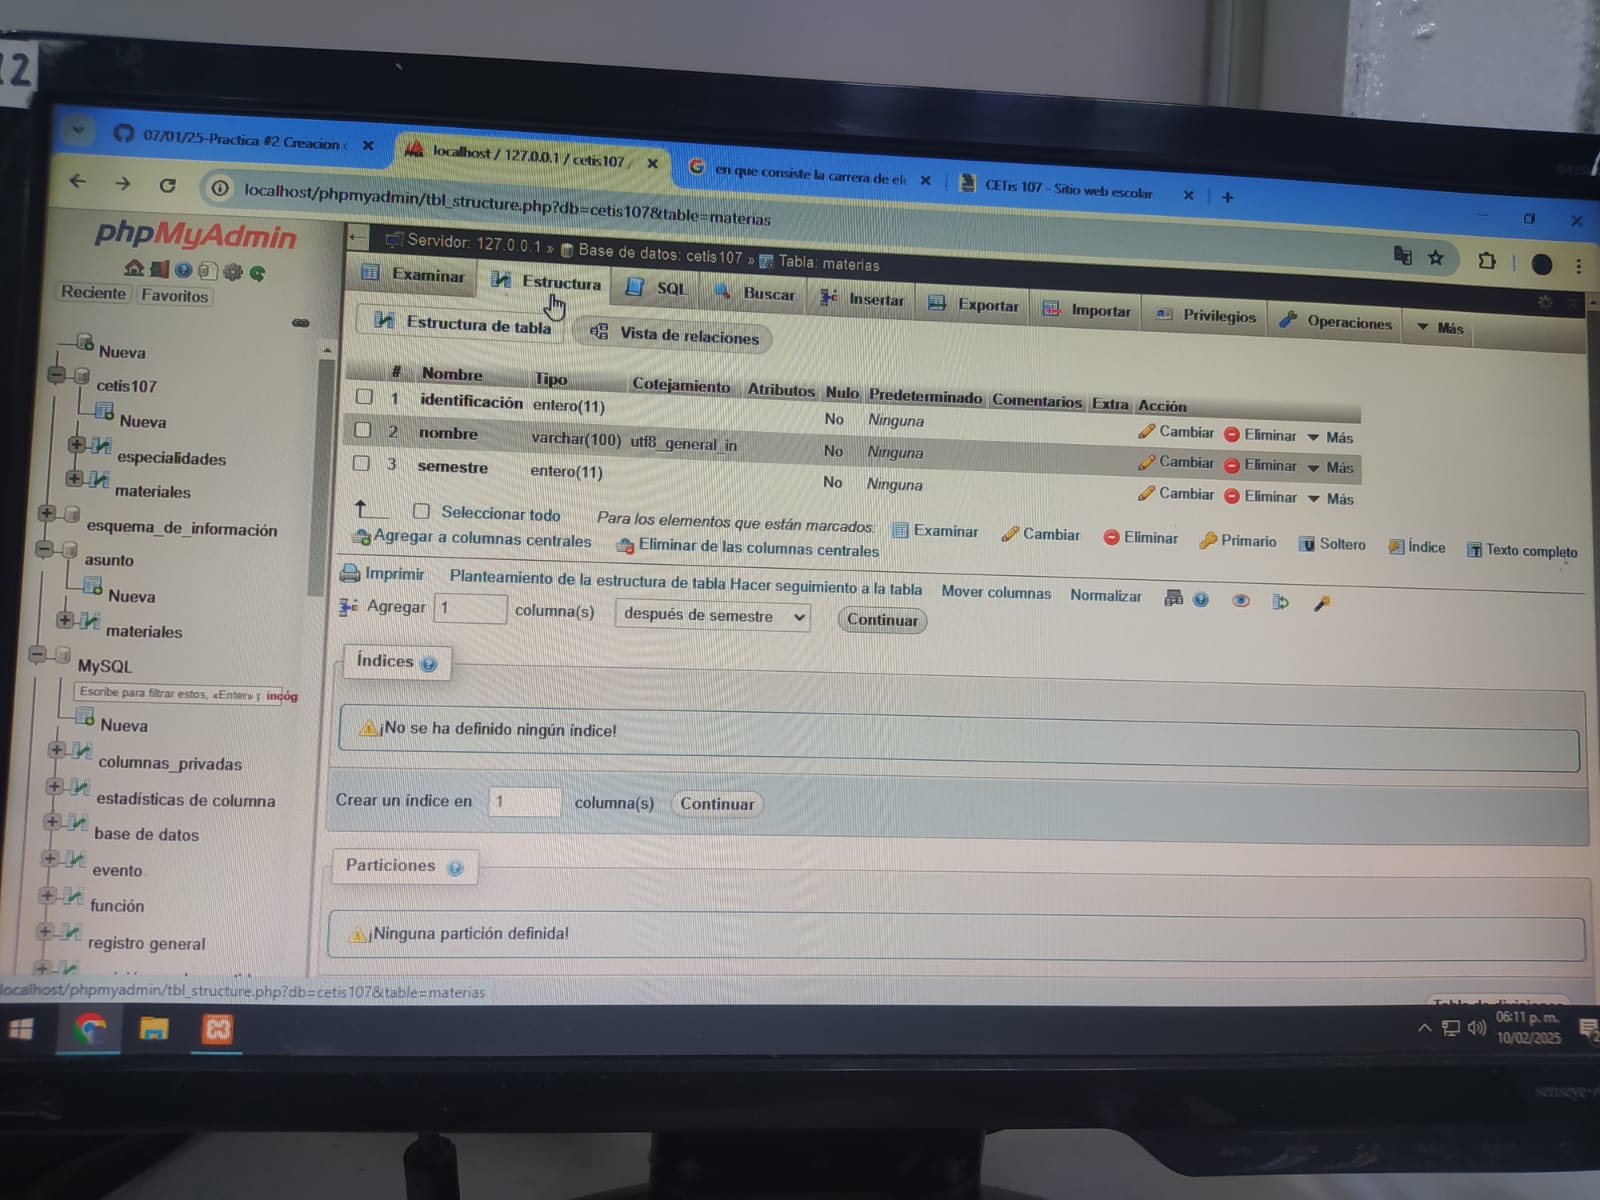 12
07/01/25-Practica #2 Creacion
localhost / 127.0.0.1 / cetis107 /
en que consiste la carrera de ele
CETis 107 - Sitio web escolar
localhost/phpmyadmin/tbl_structure.php?db=cetis107&table=materias
phpMyAdmin
Reciente
Favoritos
Nueva
cetis107
Nueva
especialidades
materiales
esquema_de_información
asunto
Nueva
materiales
MySQL
Escribe para filtrar estos, «Enter» p incóg
Nueva
columnas_privadas
estadísticas de columna
base de datos
evento
función
registro general
Servidor: 127.0.0.1 » Base de datos: cetis107 » Tabla: materias
Examinar Estructura SQL Buscar Insertar Exportar Importar Privilegios Operaciones Más
Estructura de tabla Vista de relaciones
# Nombre Tipo Cotejamiento Atributos Nulo Predeterminado Comentarios Extra Acción
1 identificación entero(11) No Ninguna Cambiar Eliminar Más
2 nombre varchar(100) utf8_general_in No Ninguna Cambiar Eliminar Más
3 semestre entero(11) No Ninguna Cambiar Eliminar Más
Seleccionar todo Para los elementos que están marcados: Examinar Cambiar Eliminar Primario Soltero Índice Texto completo
Agregar a columnas centrales Eliminar de las columnas centrales
Imprimir Planteamiento de la estructura de tabla Hacer seguimiento a la tabla Mover columnas Normalizar
Agregar 1 columna(s) después de semestre Continuar
Índices
¡No se ha definido ningún índice!
Crear un índice en 1 columna(s) Continuar
Particiones
¡Ninguna partición definida!
localhost/phpmyadmin/tbl_structure.php?db=cetis107&table=materias
06:11 p. m.
10/02/2025
senseye